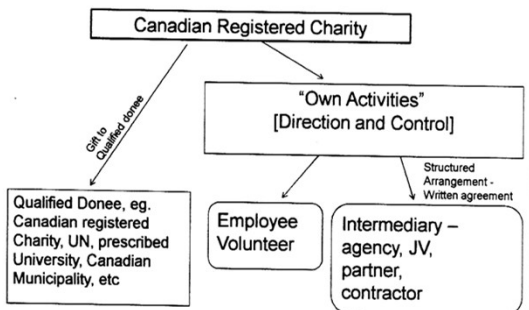 Canadian Registered Charity
Gift to
Qualified donee
"Own Activities"
[Direction and Control]
Structured
Arrangement -
Written agreement
Qualified Donee, eg.
Canadian registered
Charity, UN, prescribed
University, Canadian
Municipality, etc
Employee
Volunteer
Intermediary –
agency, JV,
partner,
contractor